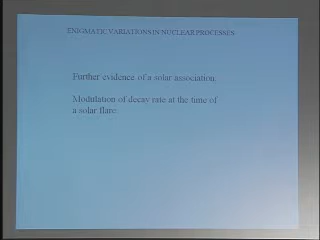 ENIGMATIC VARIATIONS IN NUCLEAR PROCESSES.
Further evidence of a solar association.
Modulation of decay rate at the time of
a solar flare.